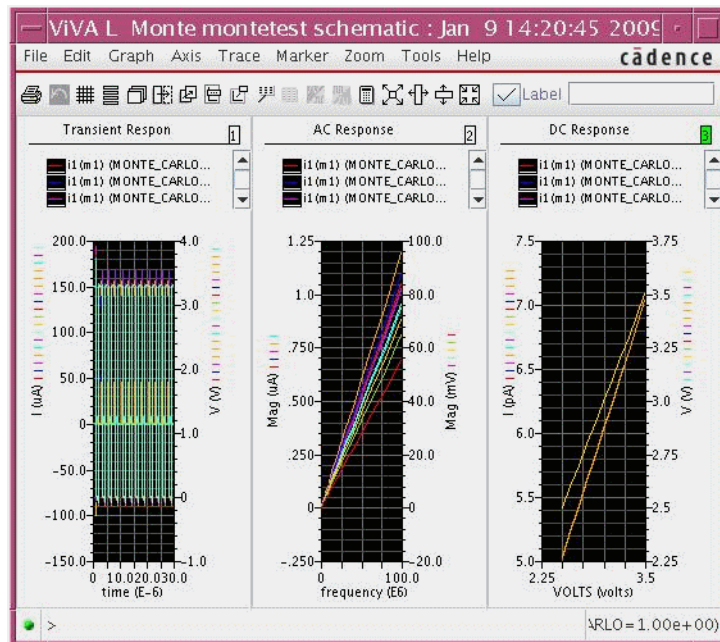 ViVA L Monte montetest schematic : Jan 9 14:20:45 2009
File Edit Graph Axis Trace Marker Zoom Tools Help cādence
Label
Transient Respon 1
i1(m1) (MONTE_CARLO...
i1(m1) (MONTE_CARLO...
i1(m1) (MONTE_CARLO...
200.0
150.0
100.0
50.0
0
-50.0
-100.0
-150.0
I (uA)
4.0
3.0
2.0
1.0
0
-1.0
V (V)
0 10.0 20.0 30.0
time (E-6)
AC Response 2
i1(m1) (MONTE_CARLO...
i1(m1) (MONTE_CARLO...
i1(m1) (MONTE_CARLO...
1.25
1.0
.750
.500
.250
0
-.250
Mag (uA)
100.0
80.0
60.0
40.0
20.0
0
-20.0
Mag (mV)
0 100.0
frequency (E6)
DC Response 3
i1(m1) (MONTE_CARLO...
i1(m1) (MONTE_CARLO...
i1(m1) (MONTE_CARLO...
7.5
7.0
6.5
6.0
5.5
5.0
I (pA)
3.75
3.5
3.25
3.0
2.75
2.5
2.25
V (V)
2.25 3.5
VOLTS (volts)
>
ARLO=1.00e+00)